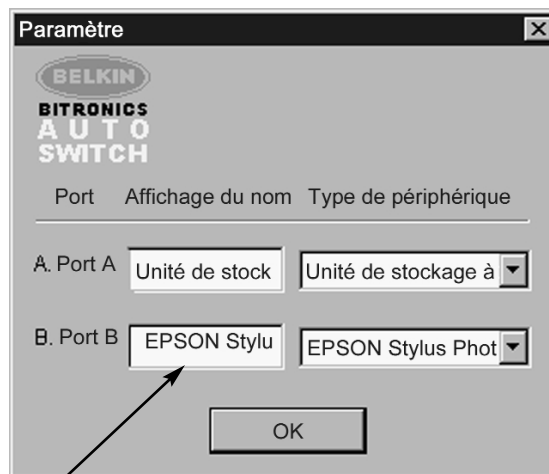 Paramètre
BELKIN
BITRONICS
AUTO
SWITCH
Port Affichage du nom Type de périphérique
A. Port A Unité de stock Unité de stockage à
B. Port B EPSON Stylu EPSON Stylus Phot
OK